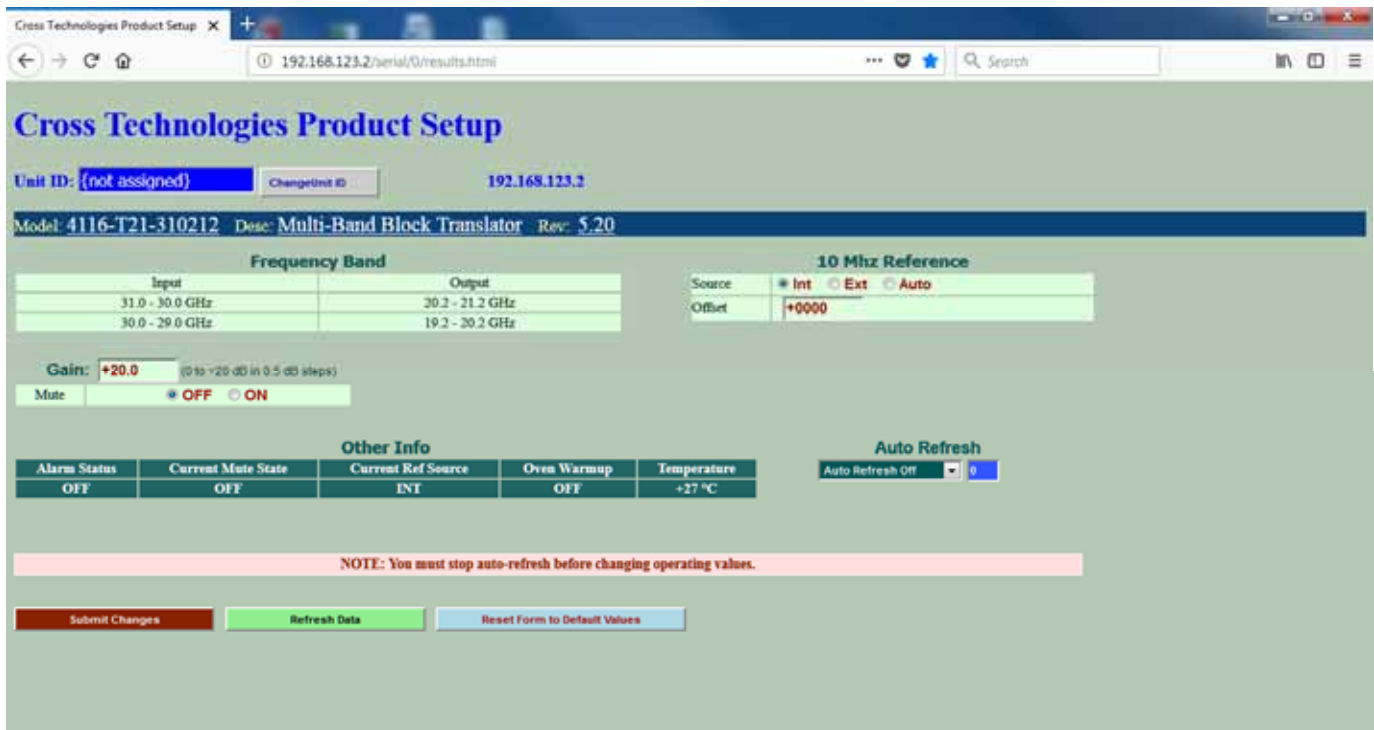 Cross Technologies Product Setup
192.168.123.2/serial/0/results.html
Search
Cross Technologies Product Setup
Unit ID: {not assigned} ChangeUnit ID 192.168.123.2
Model: 4116-T21-310212 Desc: Multi-Band Block Translator Rev: 5.20
Frequency Band
Input Output
31.0 - 30.0 GHz 20.2 - 21.2 GHz
30.0 - 29.0 GHz 19.2 - 20.2 GHz
10 Mhz Reference
Source Int Ext Auto
Offset +0000
Gain: +20.0 (0 to +20 dB in 0.5 dB steps)
Mute OFF ON
Other Info
Alarm Status Current Mute State Current Ref Source Oven Warmup Temperature
OFF OFF INT OFF +27 °C
Auto Refresh
Auto Refresh Off 0
NOTE: You must stop auto-refresh before changing operating values.
Submit Changes Refresh Data Reset Form to Default Values